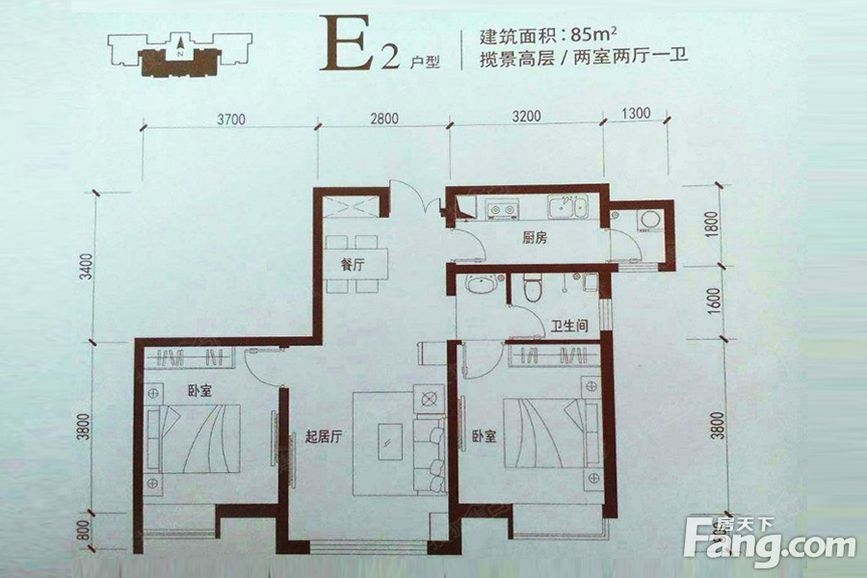 E2 户型
建筑面积：85m²
揽景高层 / 两室两厅一卫
N
3700 2800 3200 1300
3400
3800
800
1800
1600
3800
餐厅
厨房
卫生间
卧室
起居厅
卧室
房天下
Fang.com